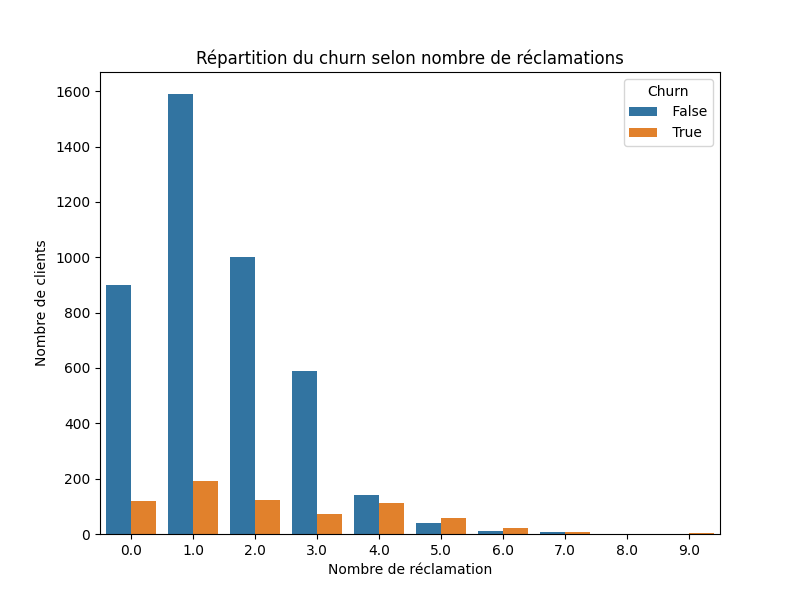 Répartition du churn selon nombre de réclamations
Churn
False
True
1600
1400
1200
1000
800
600
400
200
0
Nombre de clients
0.0 1.0 2.0 3.0 4.0 5.0 6.0 7.0 8.0 9.0
Nombre de réclamation